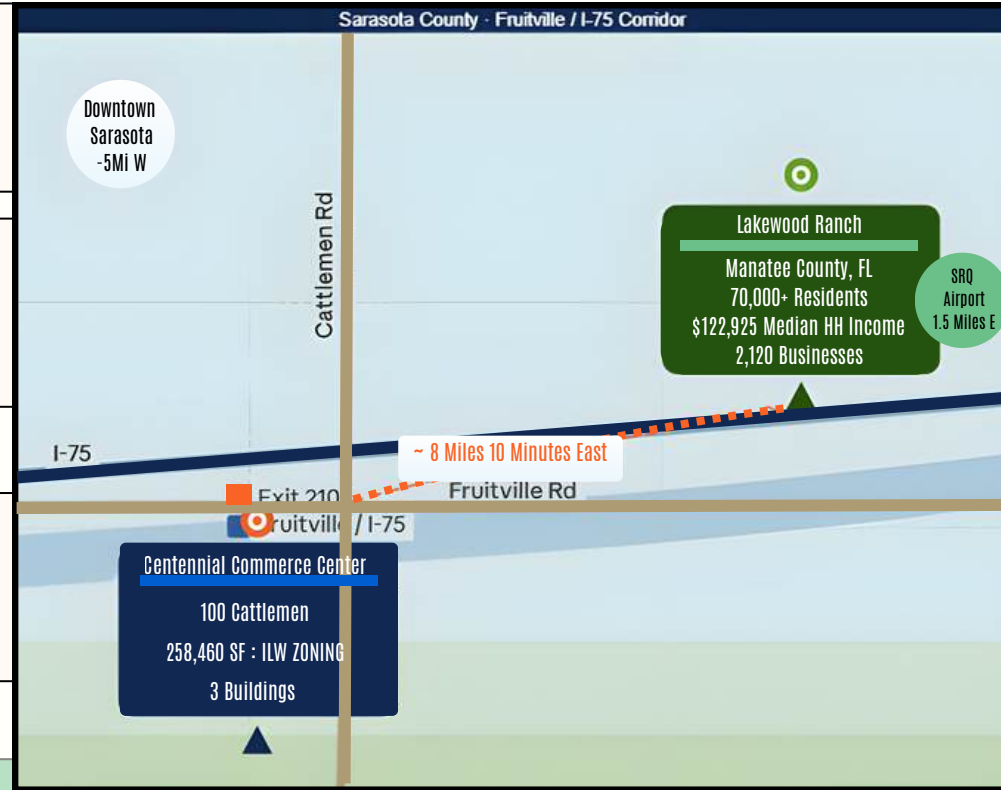 Sarasota County · Fruitville / I-75 Corridor
Downtown
Sarasota
-5Mi W
Cattlemen Rd
Lakewood Ranch
Manatee County, FL
70,000+ Residents
$122,925 Median HH Income
2,120 Businesses
SRQ
Airport
1.5 Miles E
I-75
~ 8 Miles 10 Minutes East
Exit 210
Fruitville Rd
ruitville / I-75
Centennial Commerce Center
100 Cattlemen
258,460 SF : ILW ZONING
3 Buildings